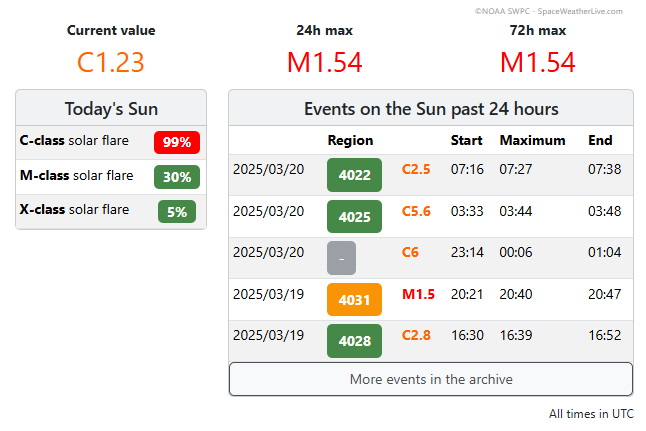 ©NOAA SWPC - SpaceWeatherLive.com
Current value 24h max 72h max
C1.23 M1.54 M1.54
Today's Sun
C-class solar flare 99%
M-class solar flare 30%
X-class solar flare 5%
Events on the Sun past 24 hours
Region Start Maximum End
2025/03/20 4022 C2.5 07:16 07:27 07:38
2025/03/20 4025 C5.6 03:33 03:44 03:48
2025/03/20 - C6 23:14 00:06 01:04
2025/03/19 4031 M1.5 20:21 20:40 20:47
2025/03/19 4028 C2.8 16:30 16:39 16:52
More events in the archive
All times in UTC